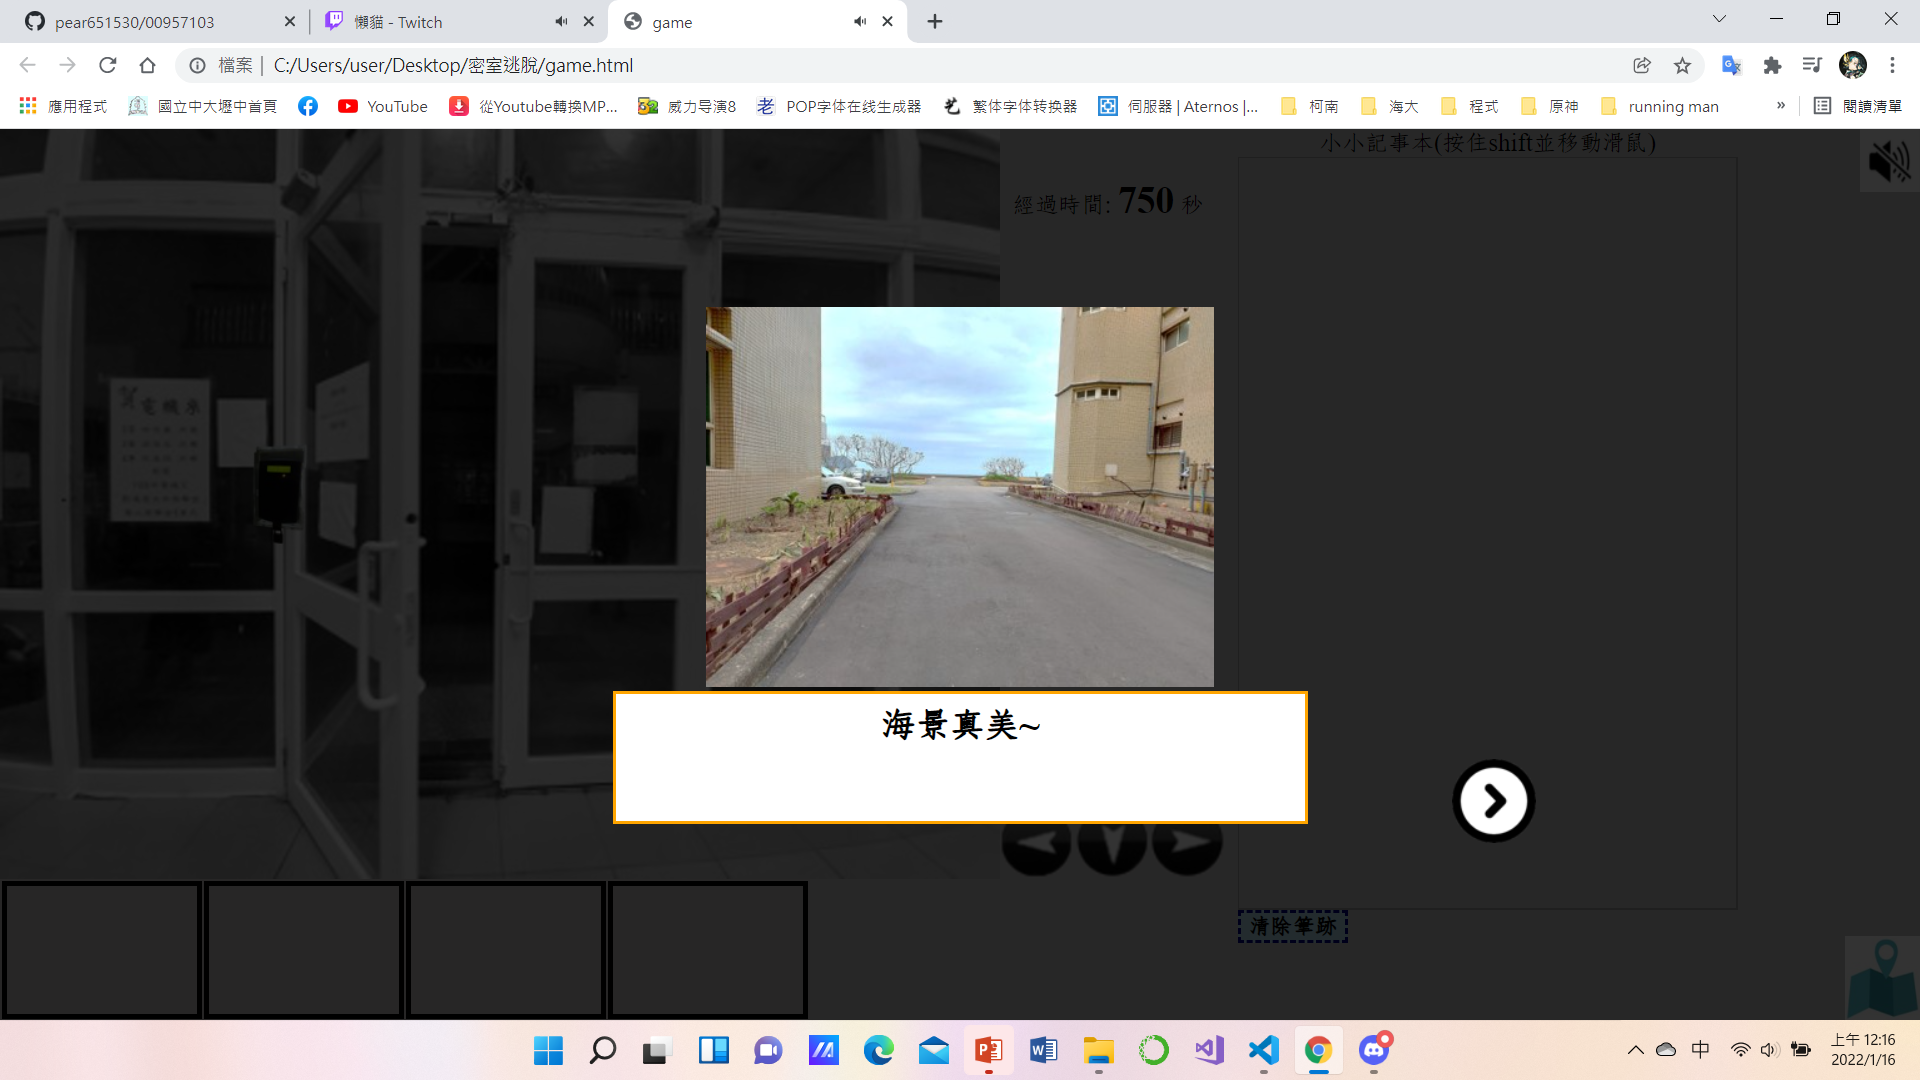 pear651530/00957103
懶貓 - Twitch
game
檔案 | C:/Users/user/Desktop/密室逃脫/game.html
應用程式
國立中大壢中首頁
YouTube
從Youtube轉換MP...
威力导演8
POP字体在线生成器
繁体字体转换器
伺服器 | Aternos |...
柯南
海大
程式
原神
running man
»
閱讀清單
小小記事本(按住shift並移動滑鼠)
經過時間: 750 秒
電機系
海景真美~
清除筆跡
中
上午 12:16
2022/1/16